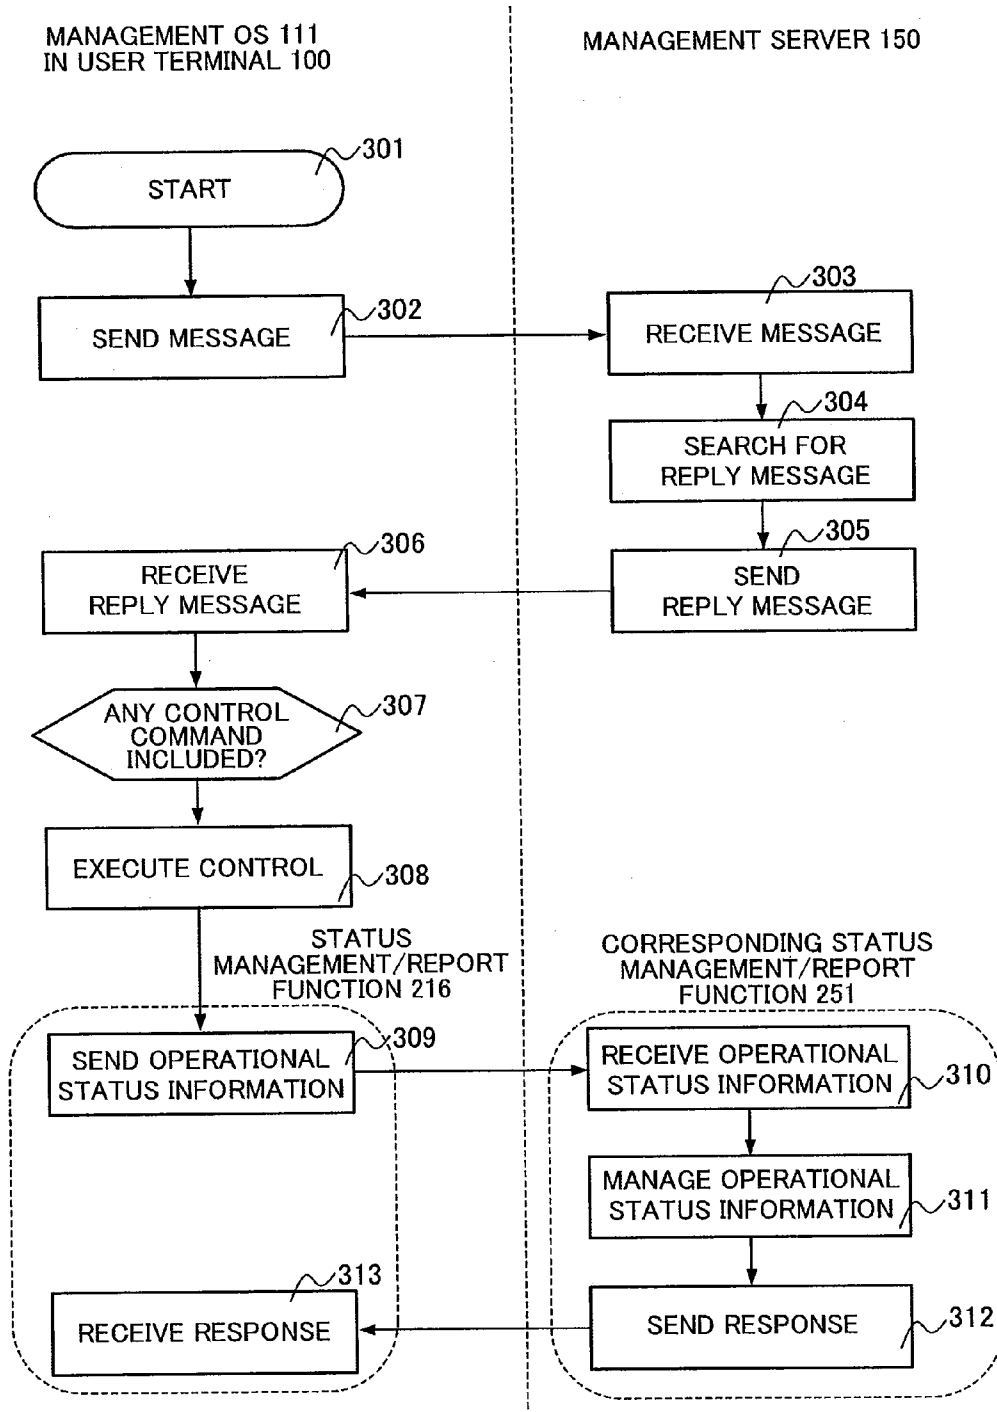 MANAGEMENT OS 111
IN USER TERMINAL 100
MANAGEMENT SERVER 150
301
START
302
SEND MESSAGE
303
RECEIVE MESSAGE
304
SEARCH FOR
REPLY MESSAGE
305
SEND
REPLY MESSAGE
306
RECEIVE
REPLY MESSAGE
307
ANY CONTROL
COMMAND
INCLUDED?
EXECUTE CONTROL
308
STATUS
MANAGEMENT/REPORT
FUNCTION 216
CORRESPONDING STATUS
MANAGEMENT/REPORT
FUNCTION 251
309
SEND OPERATIONAL
STATUS INFORMATION
RECEIVE OPERATIONAL
STATUS INFORMATION
310
MANAGE OPERATIONAL
STATUS INFORMATION
311
SEND RESPONSE
312
313
RECEIVE RESPONSE